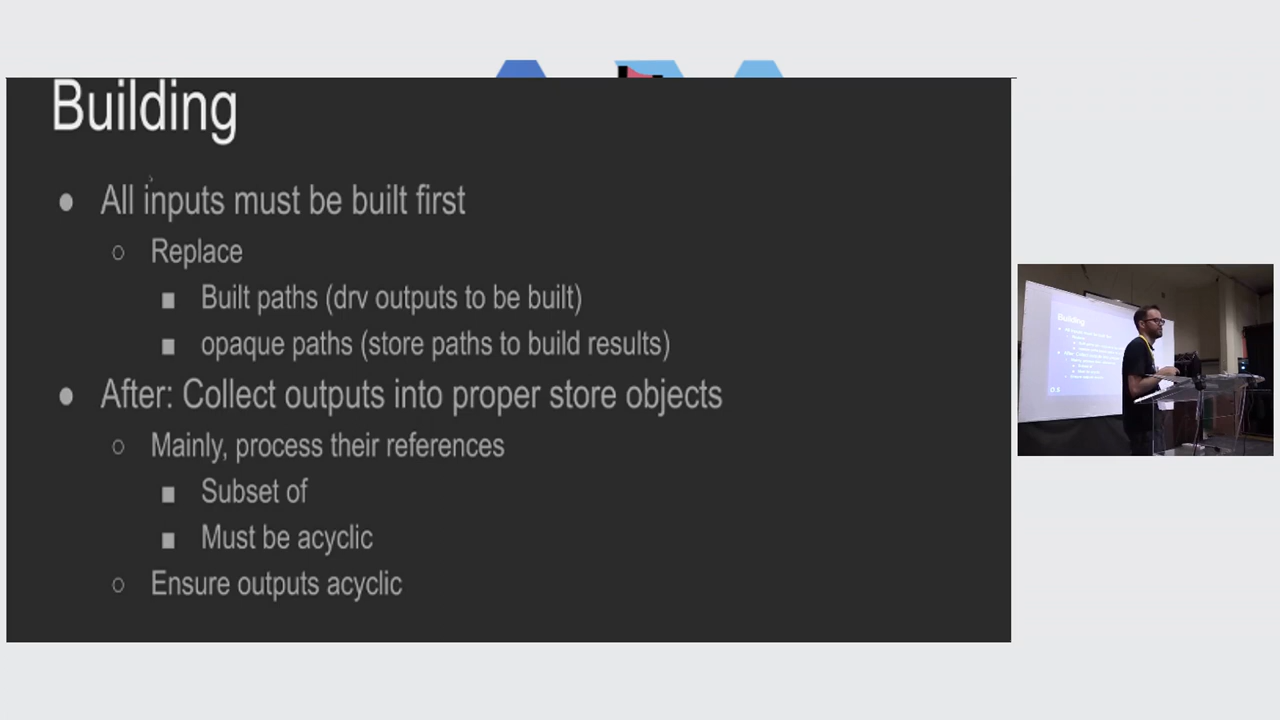 Building
● All inputs must be built first
○ Replace
■ Built paths (drv outputs to be built)
■ opaque paths (store paths to build results)
● After: Collect outputs into proper store objects
○ Mainly, process their references
■ Subset of
■ Must be acyclic
○ Ensure outputs acyclic
Building